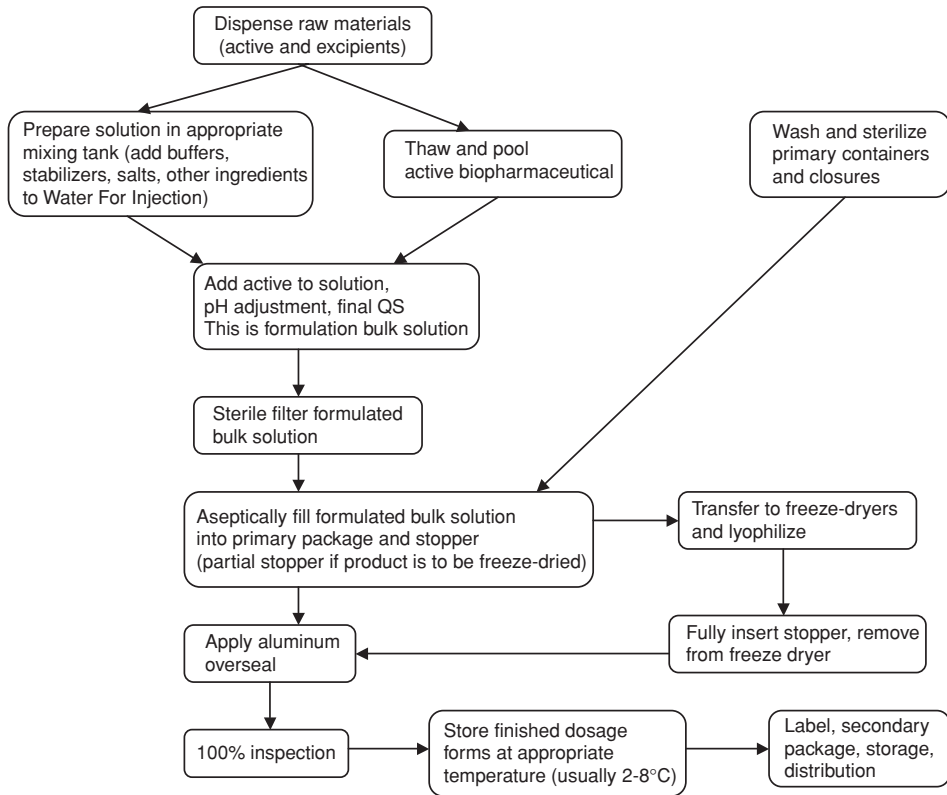 Dispense raw materials
(active and excipients)
Prepare solution in appropriate
mixing tank (add buffers,
stabilizers, salts, other ingredients
to Water For Injection)
Thaw and pool
active biopharmaceutical
Wash and sterilize
primary containers
and closures
Add active to solution,
pH adjustment, final QS
This is formulation bulk solution
Sterile filter formulated
bulk solution
Aseptically fill formulated bulk solution
into primary package and stopper
(partial stopper if product is to be freeze-dried)
Transfer to freeze-dryers
and lyophilize
Apply aluminum
overseal
Fully insert stopper, remove
from freeze dryer
100% inspection
Store finished dosage
forms at appropriate
temperature (usually 2-8°C)
Label, secondary
package, storage,
distribution